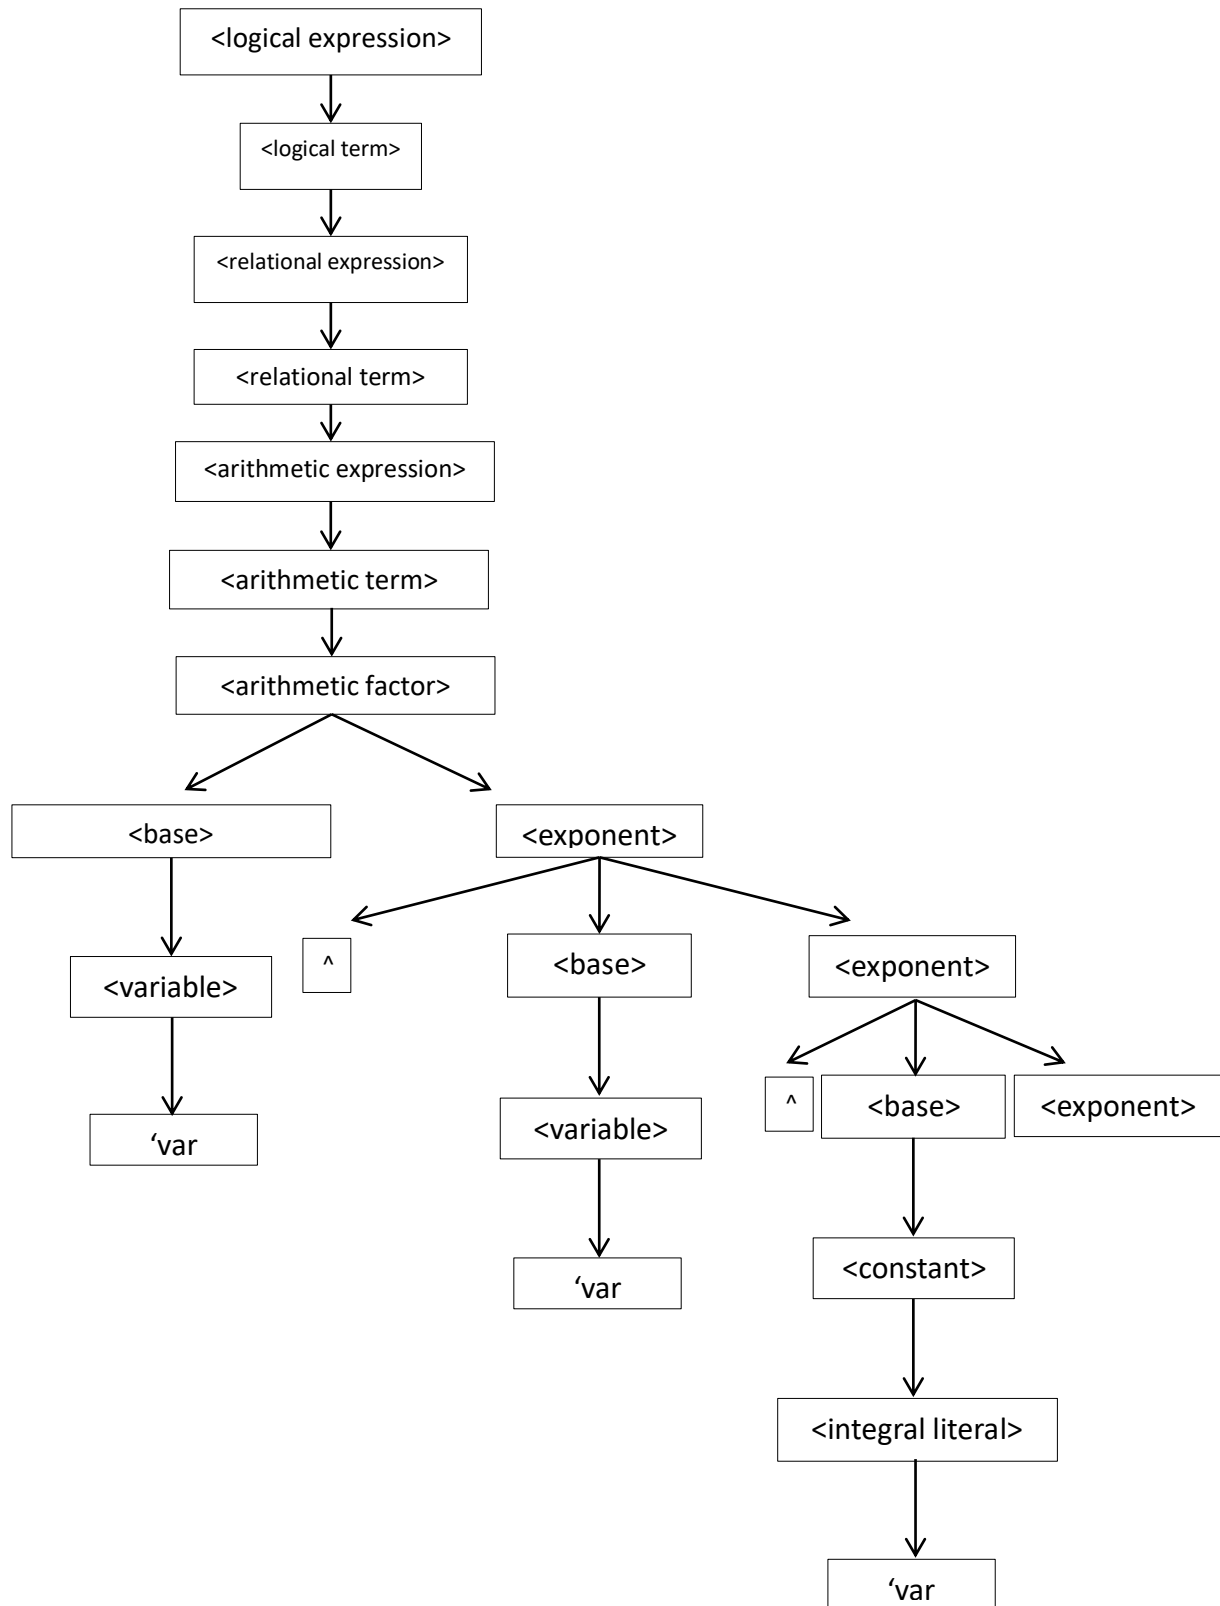 <logical expression>
<logical term>
<relational expression>
<relational term>
<arithmetic expression>
<arithmetic term>
<arithmetic factor>
<base>
<exponent>
^
<base>
<exponent>
<variable>
^
<base>
<exponent>
<variable>
‘var
<constant>
‘var
<integral literal>
‘var